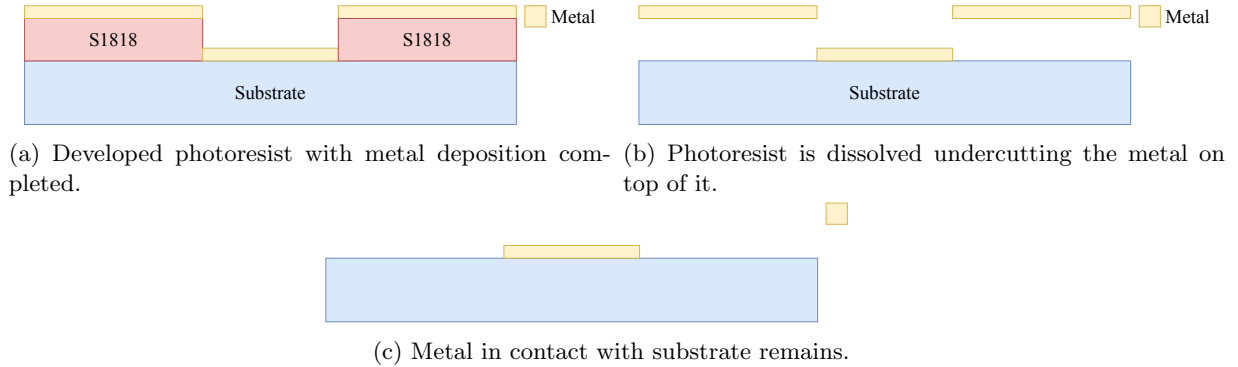 Metal
S1818
S1818
Substrate
(a) Developed photoresist with metal deposition com-
pleted.
Metal
Substrate
(b) Photoresist is dissolved undercutting the metal on
top of it.
(c) Metal in contact with substrate remains.